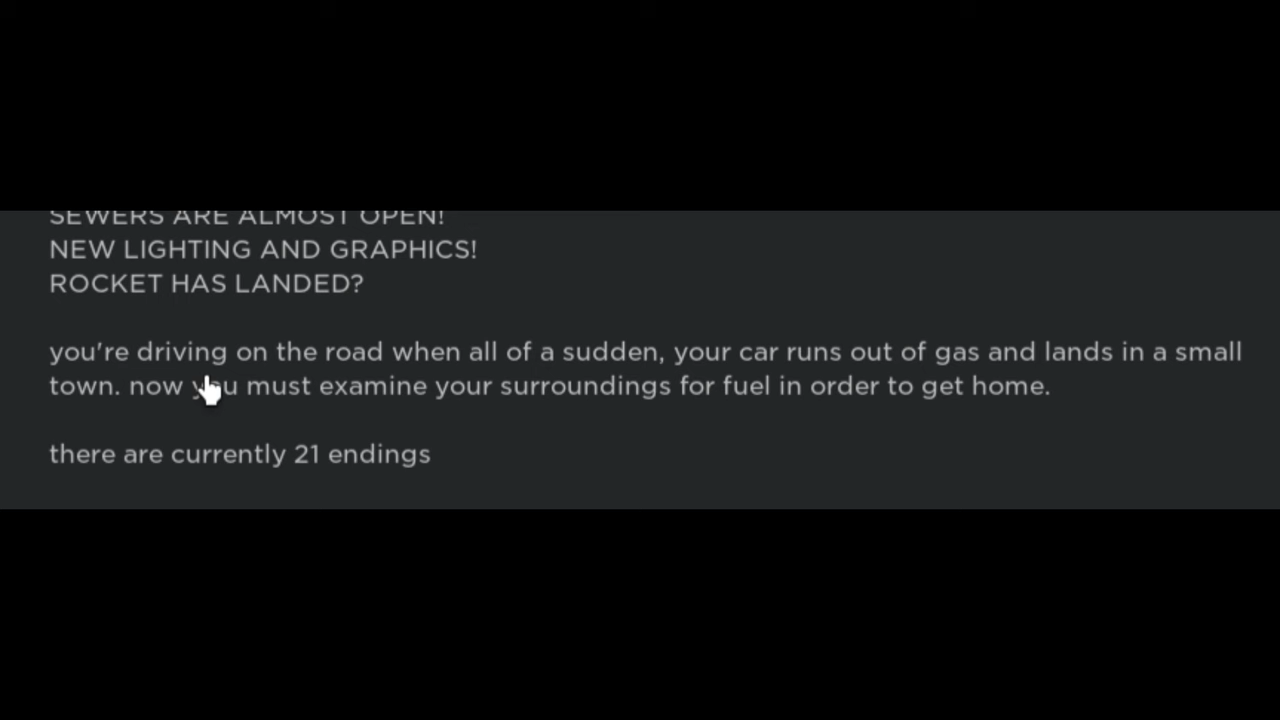 SEWERS ARE ALMOST OPEN!
NEW LIGHTING AND GRAPHICS!
ROCKET HAS LANDED?
you're driving on the road when all of a sudden, your car runs out of gas and lands in a small
town. now you must examine your surroundings for fuel in order to get home.
there are currently 21 endings